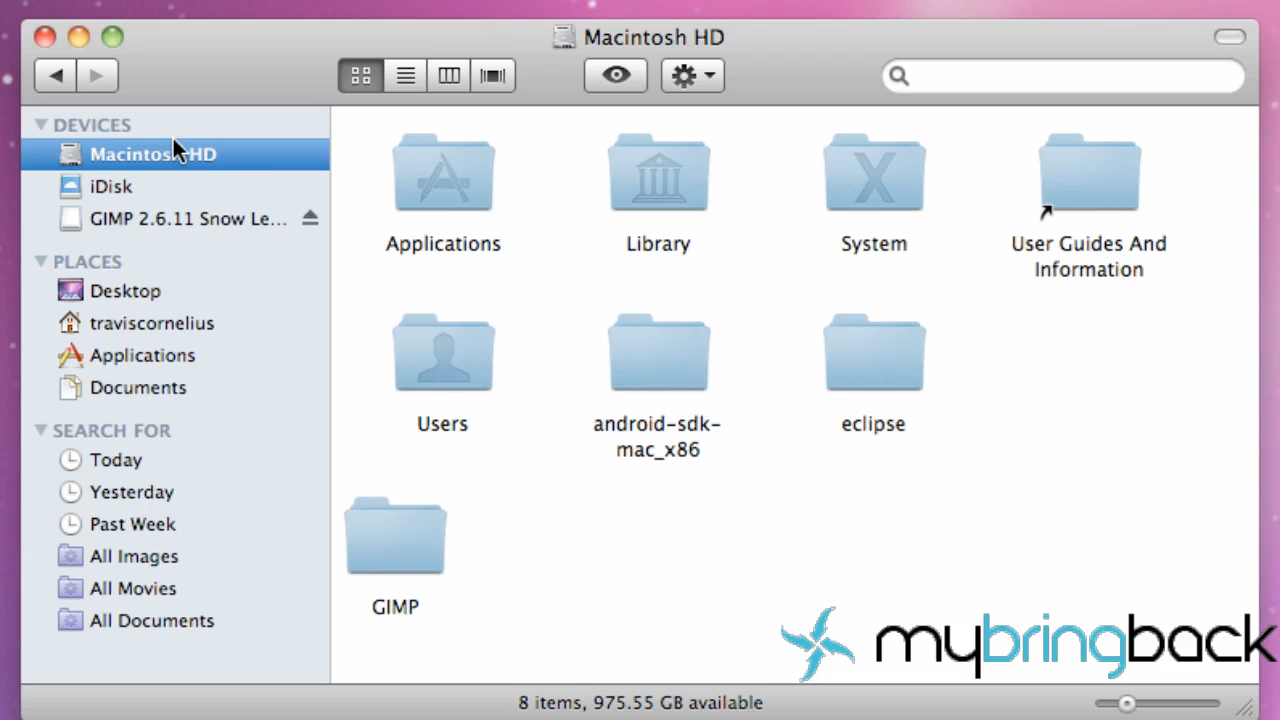 Macintosh HD
DEVICES
Macintosh HD
iDisk
GIMP 2.6.11 Snow Le...
PLACES
Desktop
traviscornelius
Applications
Documents
SEARCH FOR
Today
Yesterday
Past Week
All Images
All Movies
All Documents
Applications
Library
System
User Guides And
Information
Users
android-sdk-
mac_x86
eclipse
GIMP
mybringback
8 items, 975.55 GB available